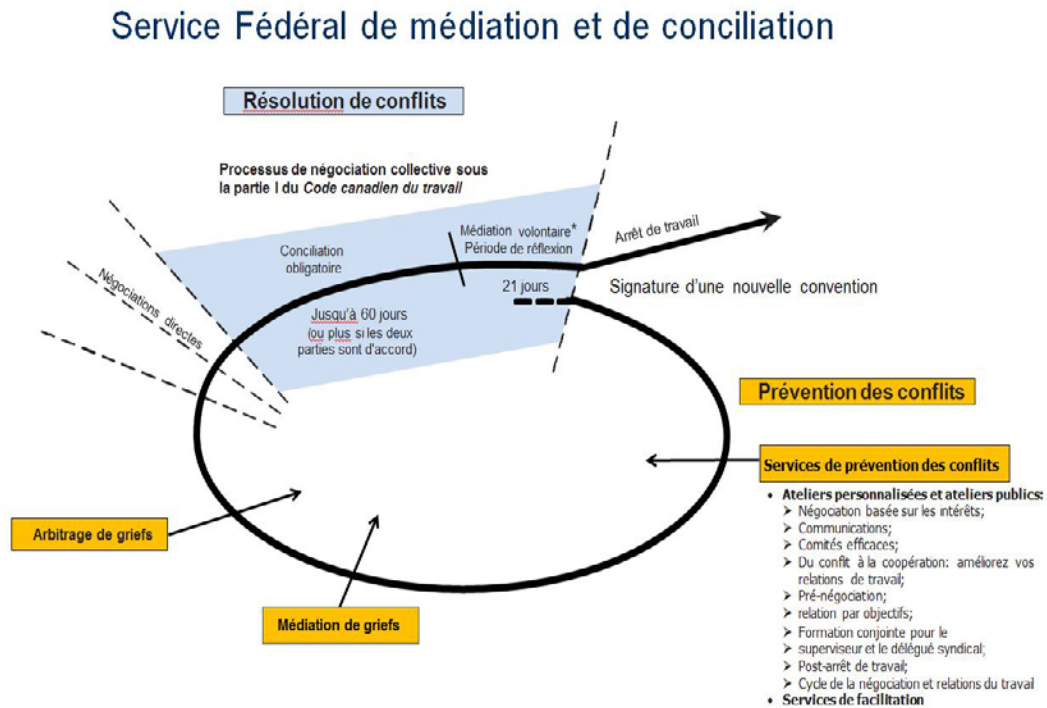 Service Fédéral de médiation et de conciliation
Résolution de conflits
Processus de négociation collective sous
la partie I du Code canadien du travail
Négociations directes
Conciliation
obligatoire
Médiation volontaire*
Période de réflexion
Arrêt de travail
21 jours
Signature d'une nouvelle convention
Jusqu'à 60 jours
(ou plus si les deux
parties sont d'accord)
Prévention des conflits
Services de prévention des conflits
• Ateliers personnalisées et ateliers publics:
➢ Négociation basée sur les intérêts;
➢ Communications;
➢ Comités efficaces;
➢ Du conflit à la coopération: améliorez vos
relations de travail;
➢ Pré-négociation;
➢ relation par objectifs;
➢ Formation conjointe pour le
➢ superviseur et le délégué syndical;
➢ Post-arrêt de travail;
➢ Cycle de la négociation et relations du travail
• Services de facilitation
Arbitrage de griefs
Médiation de griefs